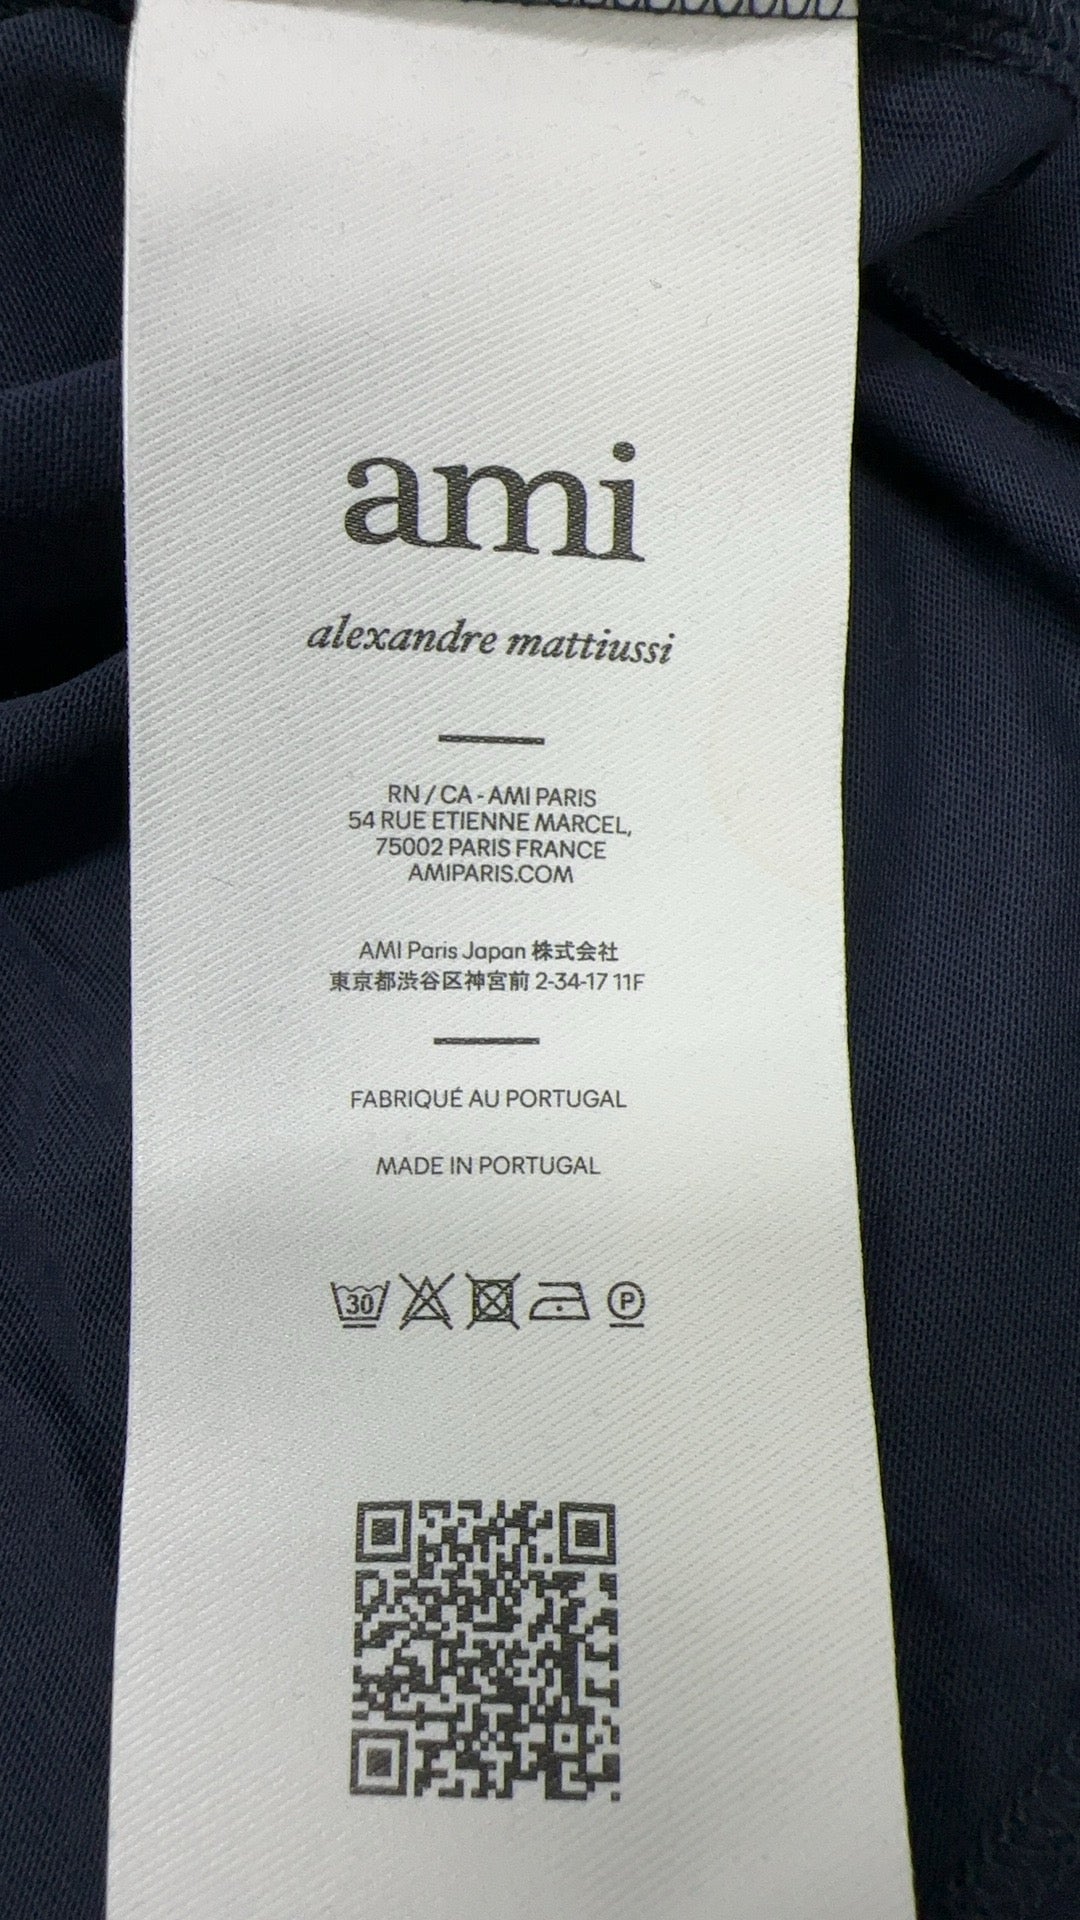 ami
alexandre mattiussi
RN / CA - AMI PARIS
54 RUE ETIENNE MARCEL,
75002 PARIS FRANCE
AMIPARIS.COM
AMI Paris Japan 株式会社
東京都渋谷区神宮前 2-34-17 11F
FABRIQUÉ AU PORTUGAL
MADE IN PORTUGAL
30 P